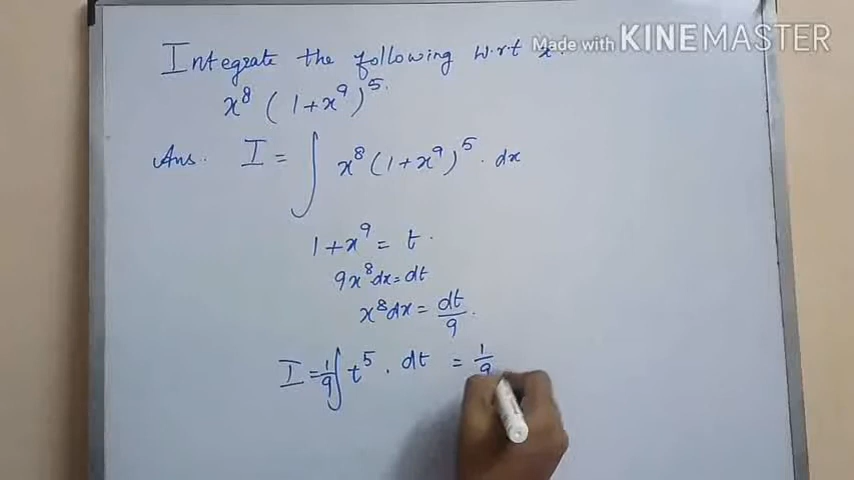 Made with KINEMASTER
Integrate the following w.r.t x.
x⁸ (1+x⁹)⁵.
Ans. I = ∫ x⁸(1+x⁹)⁵. dx
1+x⁹ = t.
9x⁸dx = dt
x⁸dx = dt/9.
I = 1/9 ∫ t⁵ . dt = 1/9